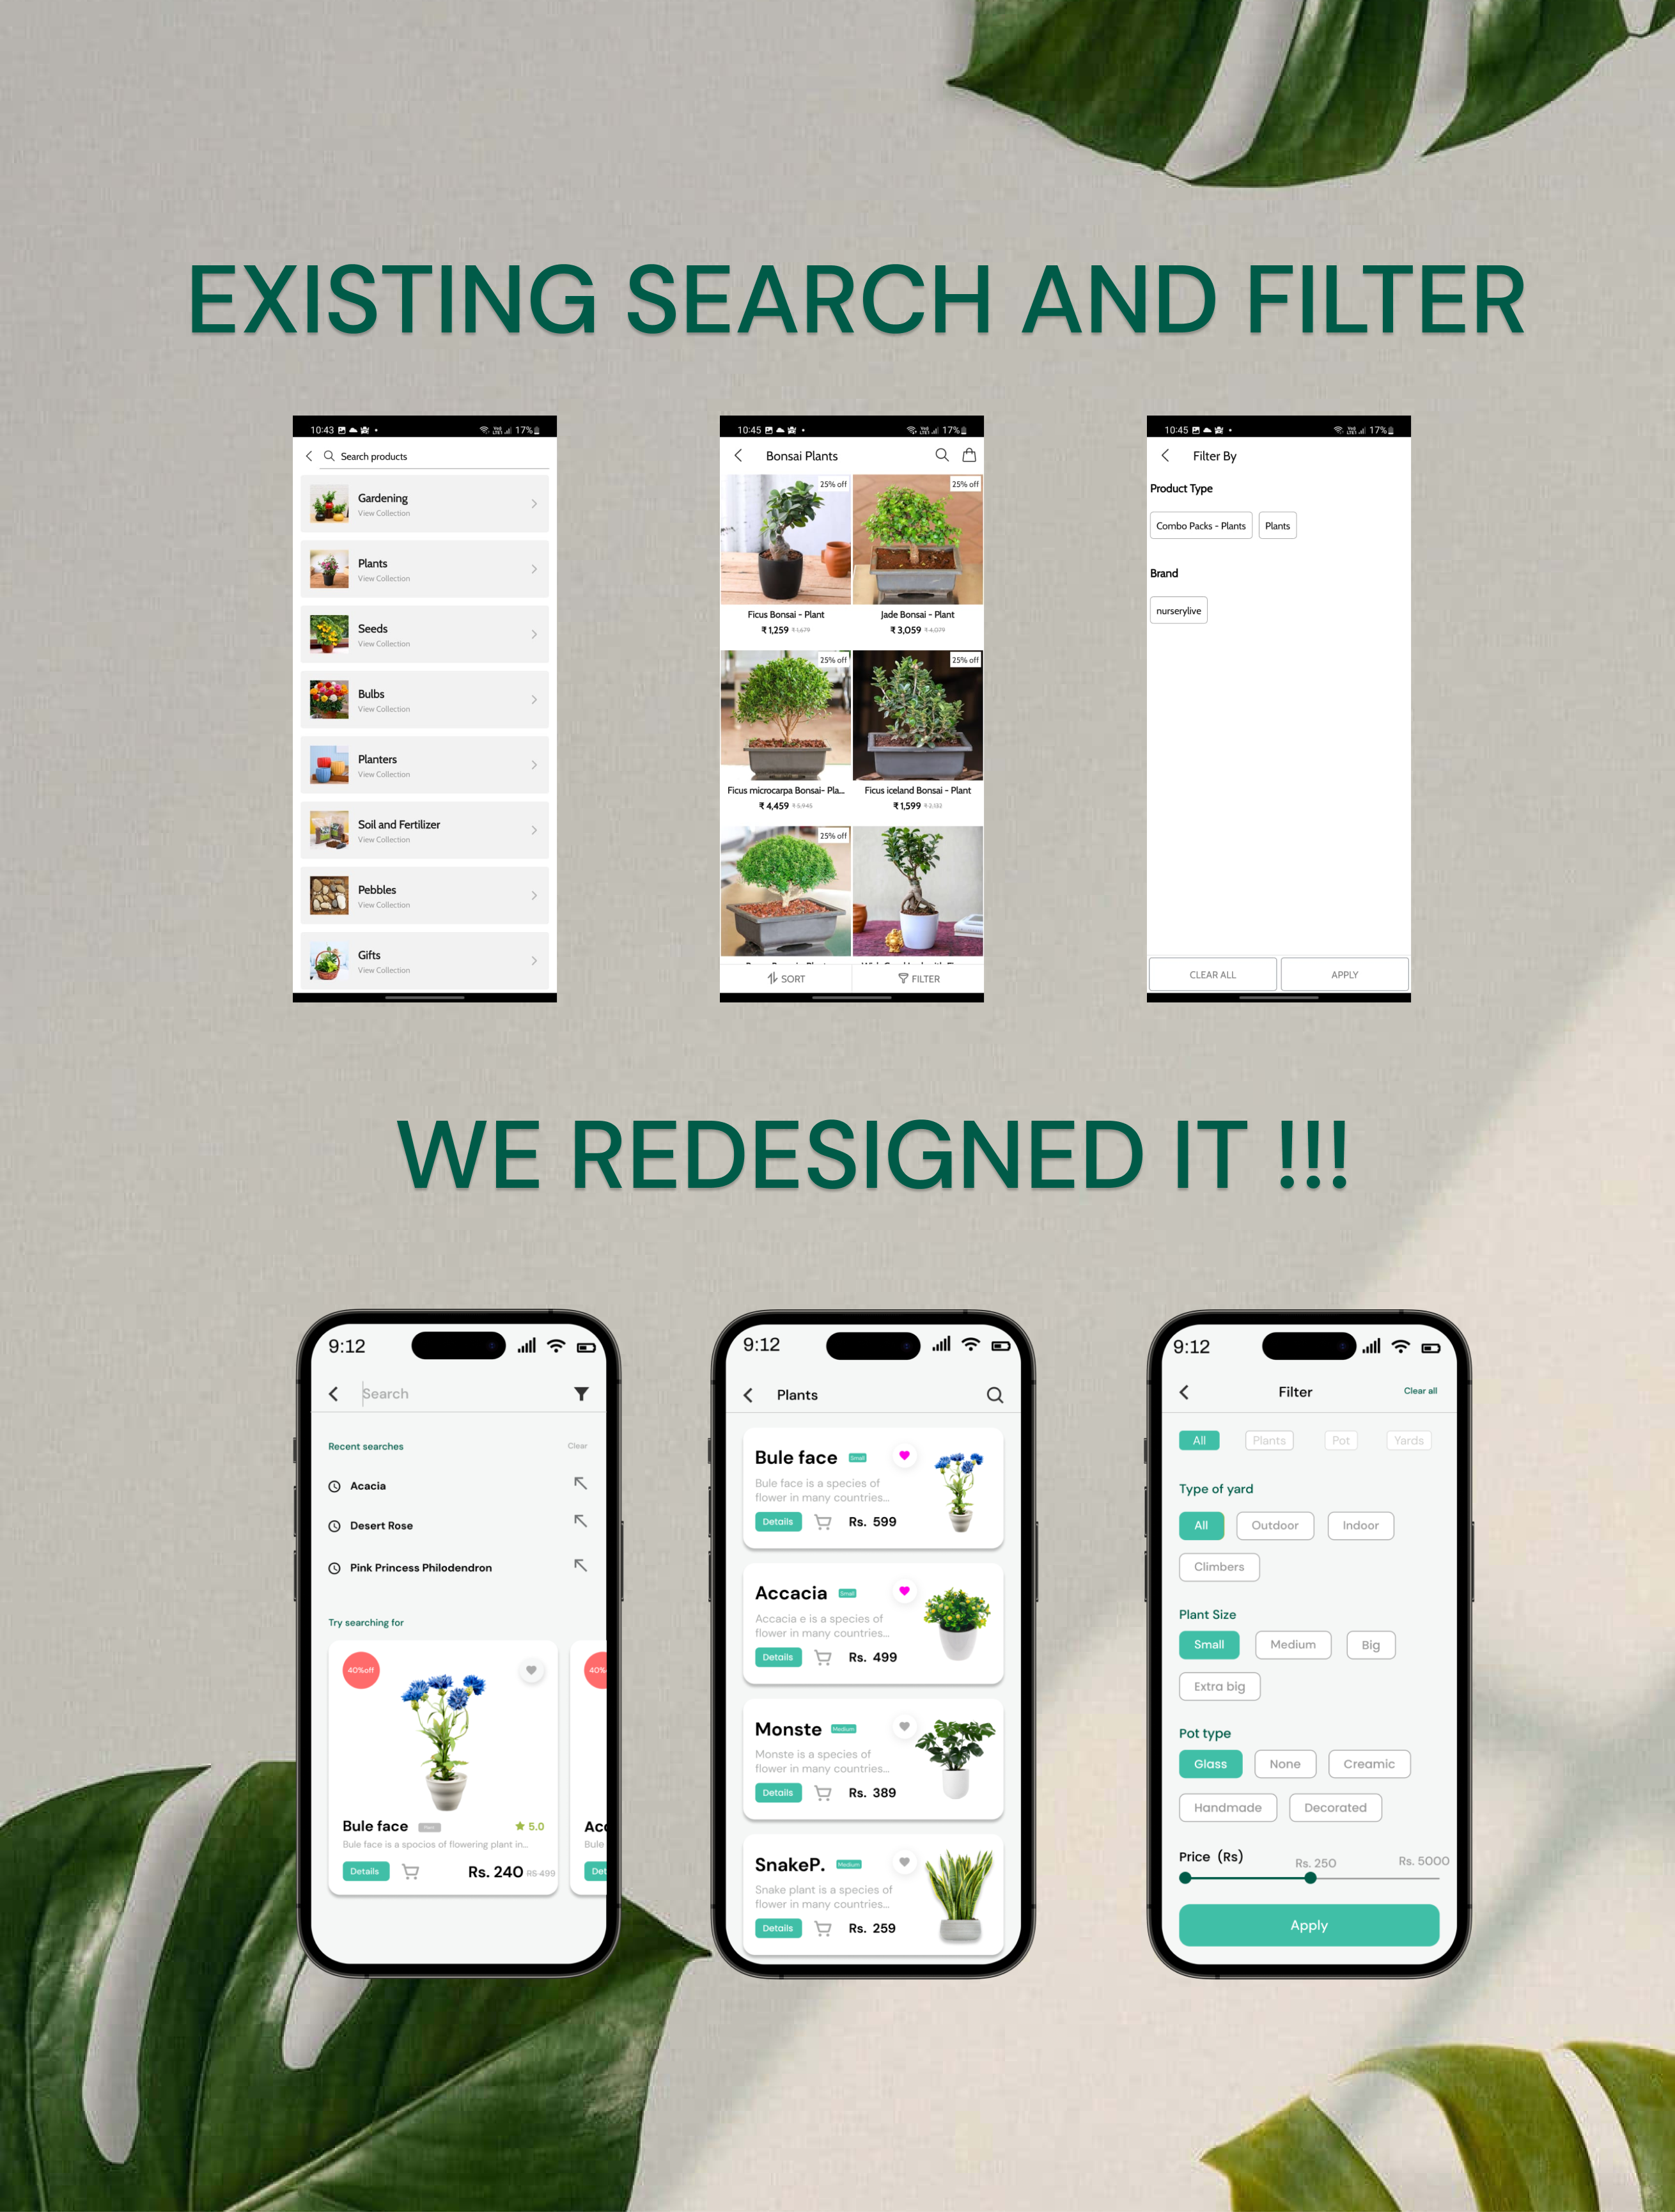 EXISTING SEARCH AND FILTER
10:43
17%
Search products
Gardening
View Collection
Plants
View Collection
Seeds
View Collection
Bulbs
View Collection
Planters
View Collection
Soil and Fertilizer
View Collection
Pebbles
View Collection
Gifts
View Collection
10:45
17%
Bonsai Plants
25% off
25% off
Ficus Bonsai - Plant
Jade Bonsai - Plant
₹ 1,259 ₹ 1,679
₹ 3,059 ₹ 4,079
25% off
25% off
Ficus microcarpa Bonsai- Pla...
Ficus iceland Bonsai - Plant
₹ 4,459 ₹ 5,945
₹ 1,599 ₹ 2,132
25% off
SORT
FILTER
10:45
17%
Filter By
Product Type
Combo Packs - Plants
Plants
Brand
nurserylive
CLEAR ALL
APPLY
WE REDESIGNED IT !!!
9:12
Search
Recent searches
Clear
Acacia
Desert Rose
Pink Princess Philodendron
Try searching for
40%off
40%
Bule face
5.0
Acc
Bule face is a spocios of flowering plant in...
Bule
Details
Rs. 240 RS 499
Det
9:12
Plants
Bule face Small
Bule face is a species of
flower in many countries...
Details
Rs. 599
Accacia Small
Accacia e is a species of
flower in many countries...
Details
Rs. 499
Monste Medium
Monste is a species of
flower in many countries...
Details
Rs. 389
SnakeP. Medium
Snake plant is a species of
flower in many countries...
Details
Rs. 259
9:12
Filter
Clear all
All
Plants
Pot
Yards
Type of yard
All
Outdoor
Indoor
Climbers
Plant Size
Small
Medium
Big
Extra big
Pot type
Glass
None
Creamic
Handmade
Decorated
Price (Rs)
Rs. 250
Rs. 5000
Apply